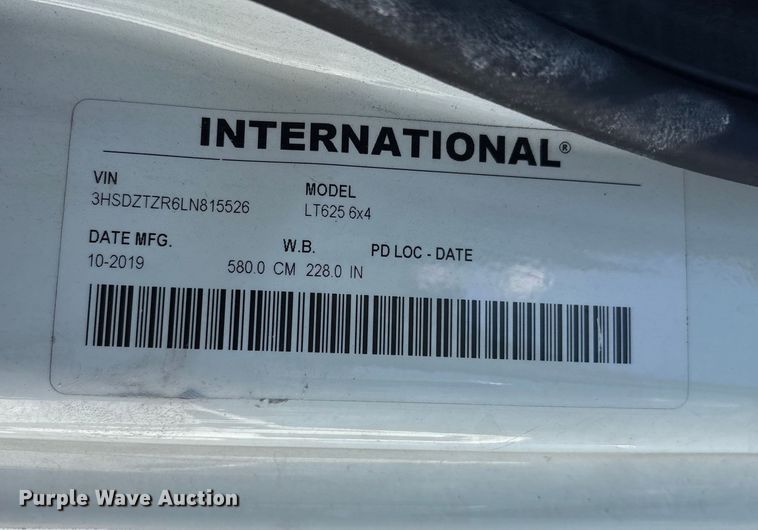 INTERNATIONAL®
VIN MODEL
3HSDZTZR6LN815526 LT625 6x4
DATE MFG. W.B. PD LOC - DATE
10-2019 580.0 CM 228.0 IN
Purple Wave Auction